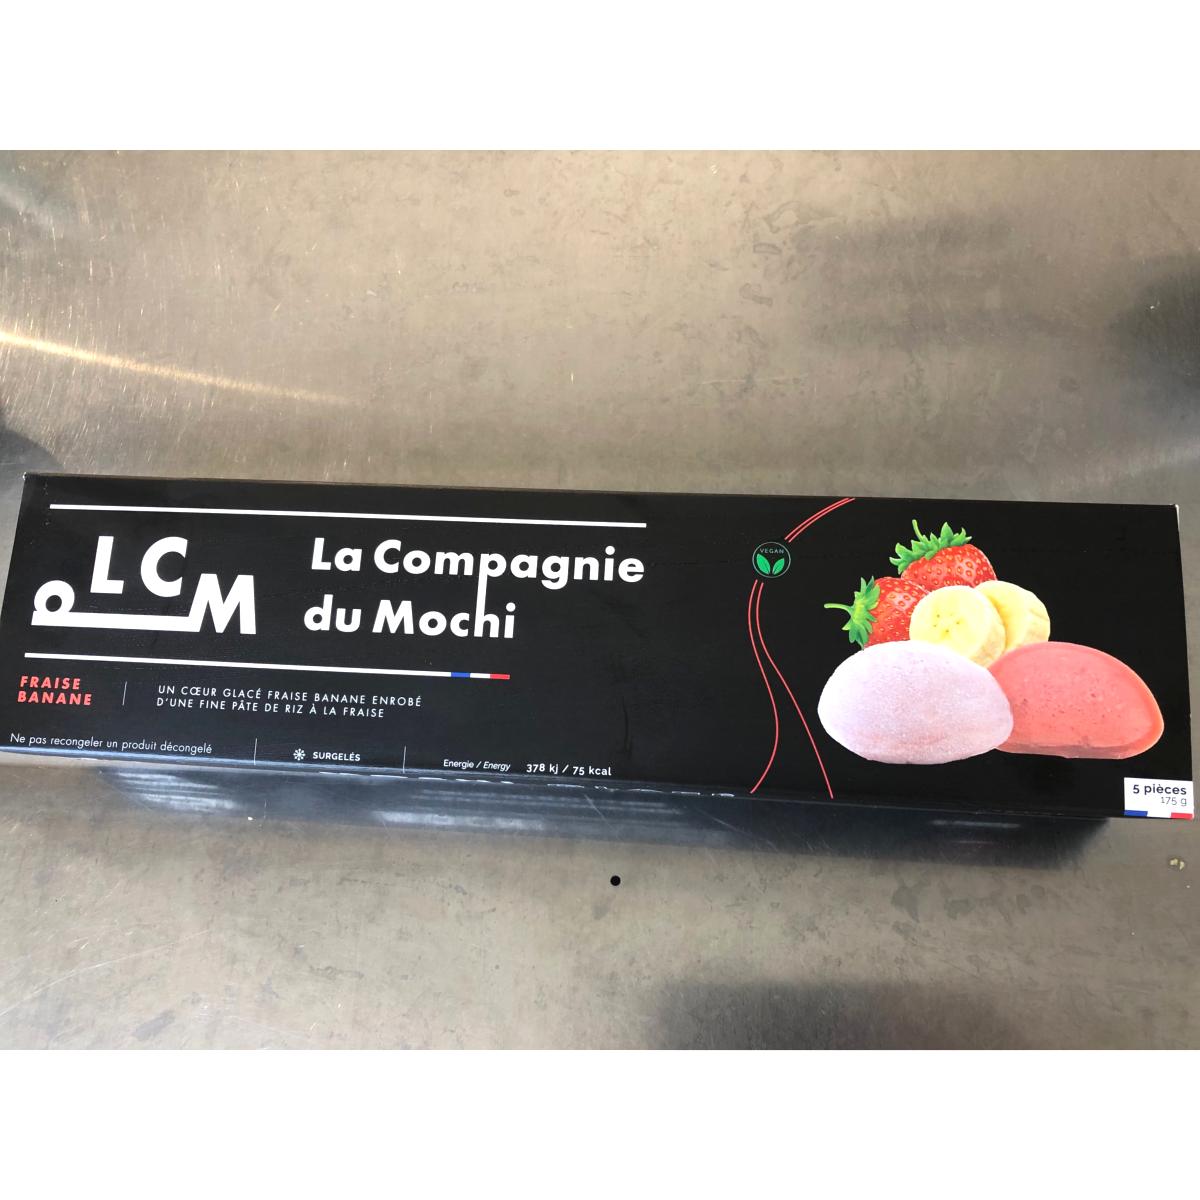 LCM
La Compagnie
du Mochi
FRAISE
BANANE
UN CŒUR GLACÉ FRAISE BANANE ENROBÉ
D'UNE FINE PÂTE DE RIZ À LA FRAISE
Ne pas recongeler un produit décongelé
SURGELÉS
Energie / Energy 378 kj / 75 kcal
VEGAN
5 pièces
175 g